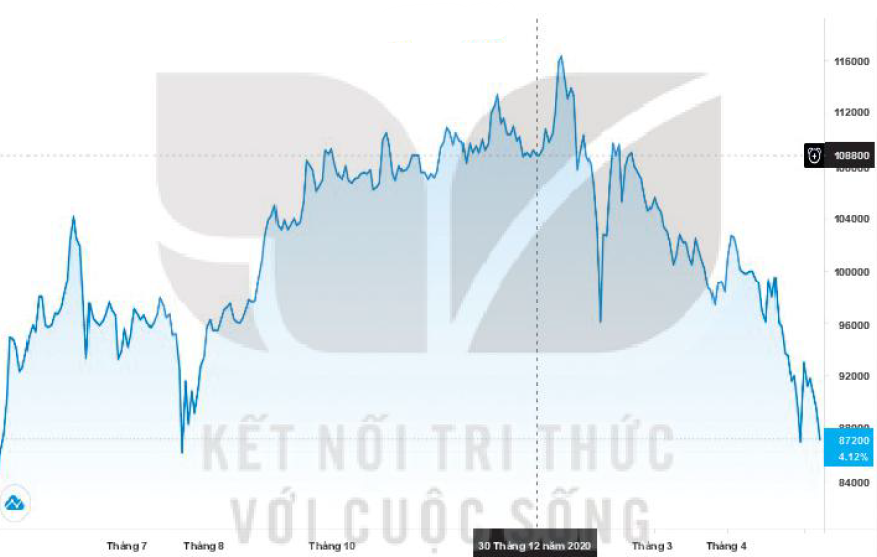 116000
112000
108800
104000
100000
96000
92000
87200
4.12%
84000
KẾT NỐI TRI THỨC
VỚI CUỘC SỐNG
Tháng 7
Tháng 8
Tháng 10
30 Tháng 12 năm 2020
Tháng 3
Tháng 4